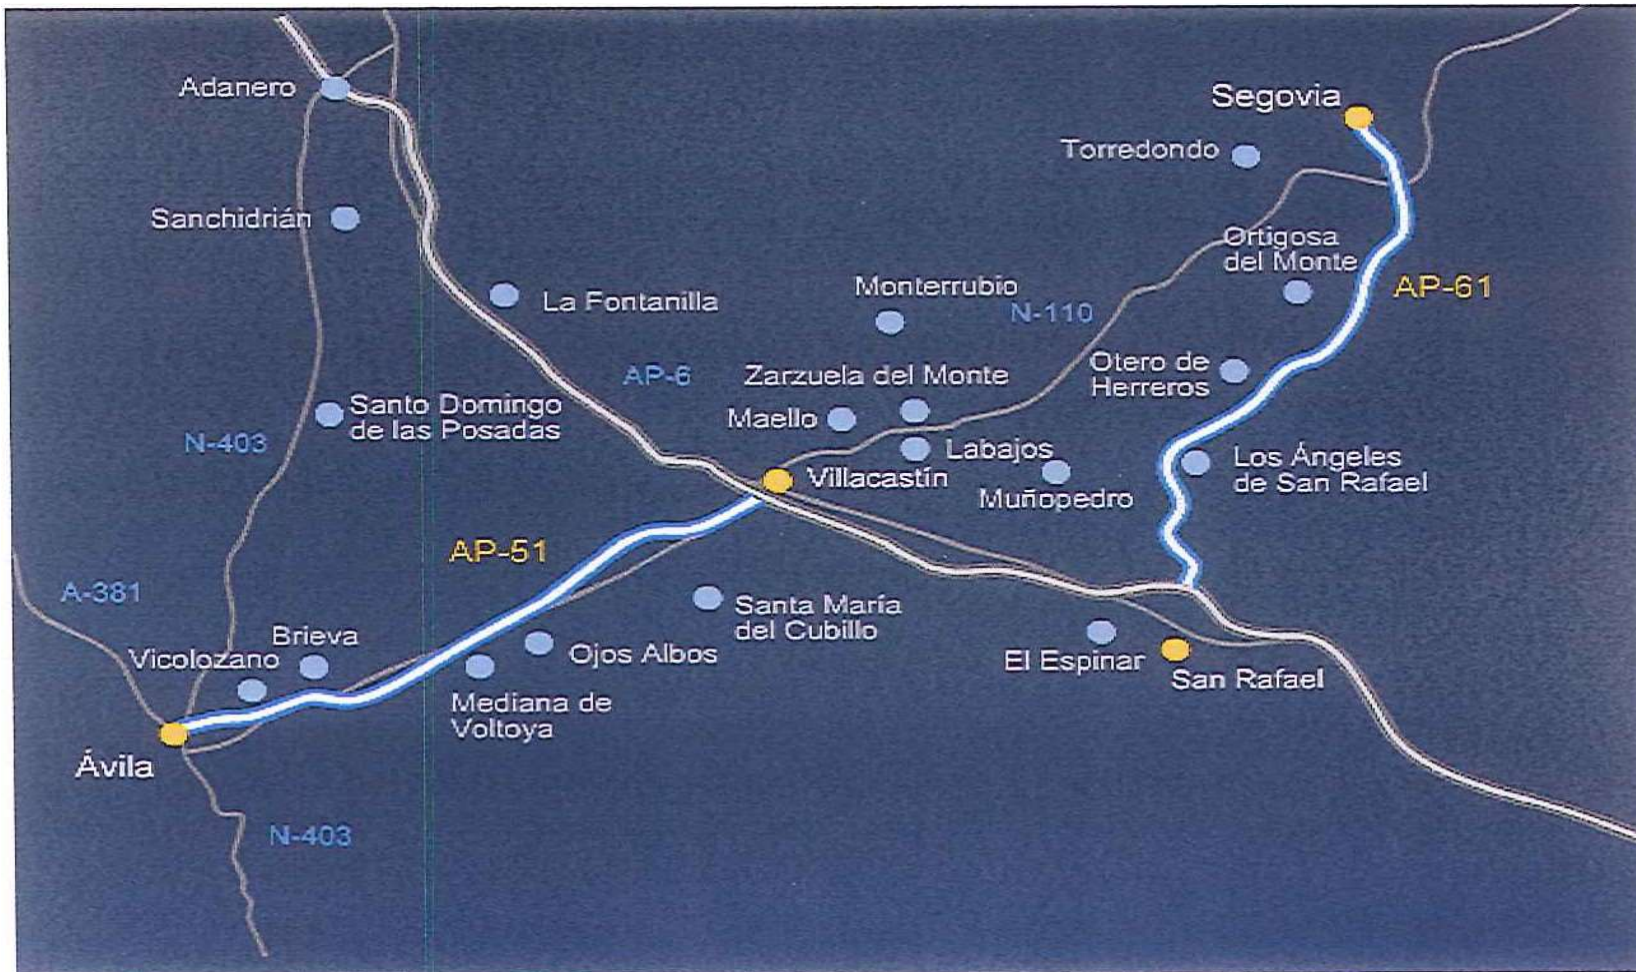 Adanero
Segovia
Torredondo
Sanchidrián
Ortigosa
del Monte
AP-61
Monterrubio
La Fontanilla
N-110
Otero de
Herreros
AP-6
Zarzuela del Monte
Santo Domingo
de las Posadas
Maello
N-403
Labajos
Los Ángeles
de San Rafael
Villacastín
Muñopedro
AP-51
A-381
Santa María
del Cubillo
Brieva
Vicolozano
Ojos Albos
El Espinar
San Rafael
Mediana de
Voltoya
Ávila
N-403